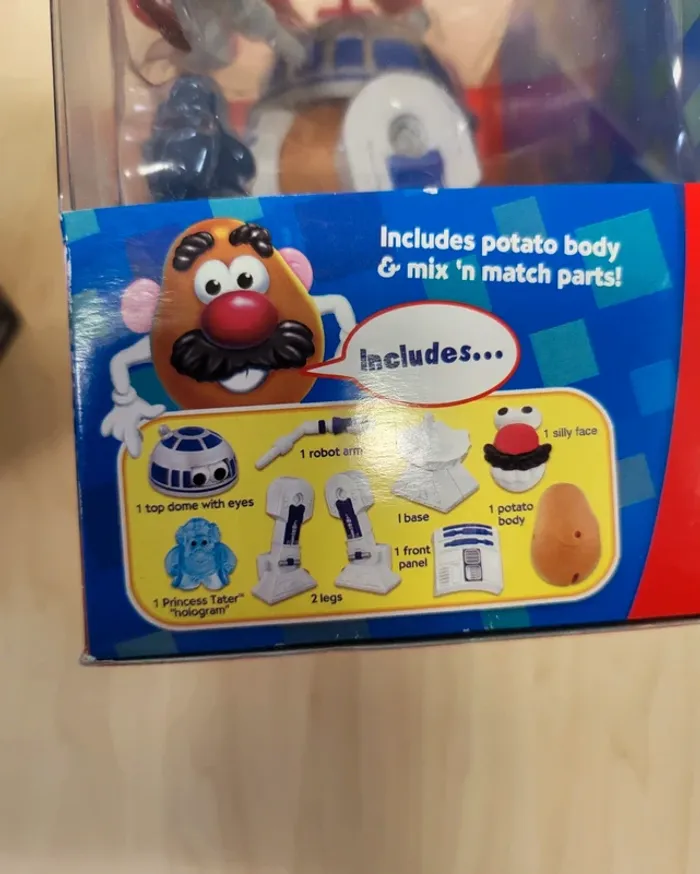 Includes potato body
& mix 'n match parts!
Includes...
1 top dome with eyes
1 robot arm
1 base
1 silly face
1 potato
body
1 Princess Tater™
"hologram"
2 legs
1 front
panel